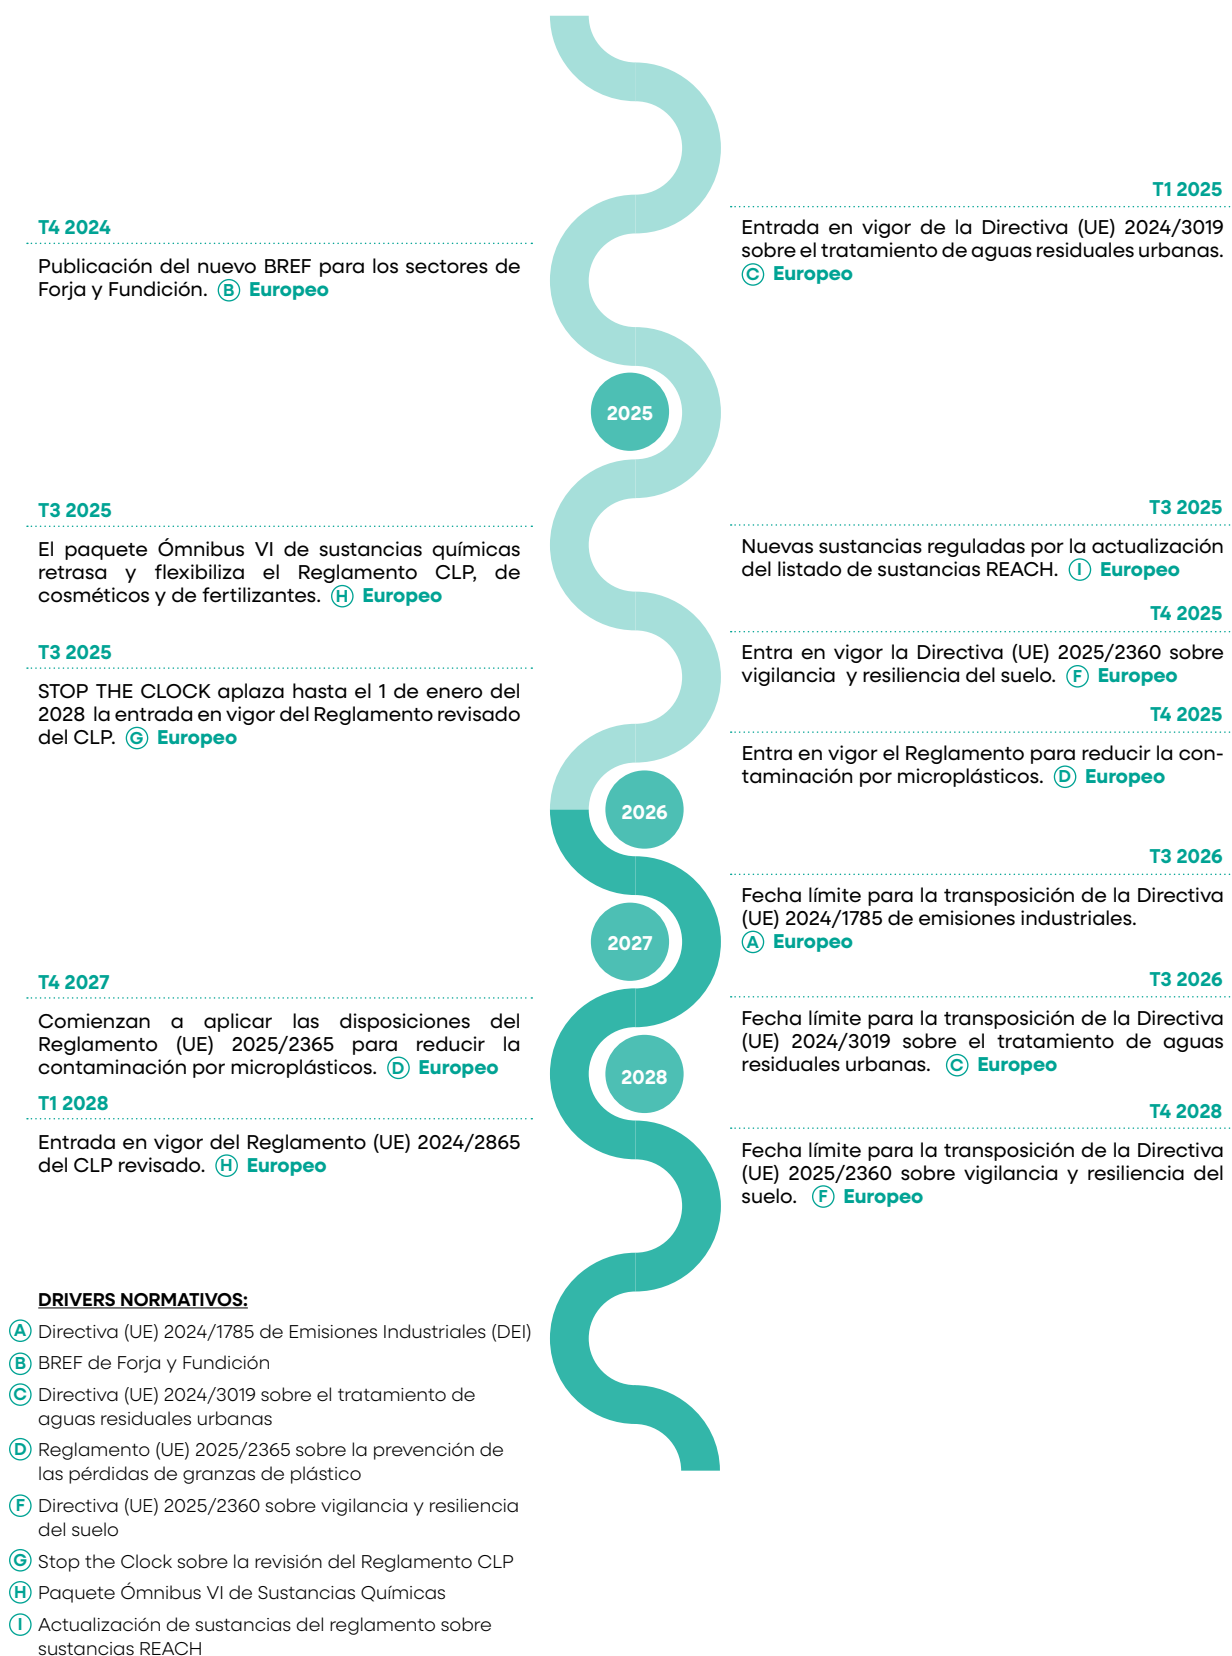 T4 2024
Publicación del nuevo BREF para los sectores de
Forja y Fundición. B Europeo
T1 2025
Entrada en vigor de la Directiva (UE) 2024/3019
sobre el tratamiento de aguas residuales urbanas.
C Europeo
2025
T3 2025
El paquete Ómnibus VI de sustancias químicas
retrasa y flexibiliza el Reglamento CLP, de
cosméticos y de fertilizantes. H Europeo
T3 2025
STOP THE CLOCK aplaza hasta el 1 de enero del
2028 la entrada en vigor del Reglamento revisado
del CLP. G Europeo
T3 2025
Nuevas sustancias reguladas por la actualización
del listado de sustancias REACH. I Europeo
T4 2025
Entra en vigor la Directiva (UE) 2025/2360 sobre
vigilancia y resiliencia del suelo. F Europeo
T4 2025
Entra en vigor el Reglamento para reducir la con-
taminación por microplásticos. D Europeo
2026
T3 2026
Fecha límite para la transposición de la Directiva
(UE) 2024/1785 de emisiones industriales.
A Europeo
2027
T3 2026
Fecha límite para la transposición de la Directiva
(UE) 2024/3019 sobre el tratamiento de aguas
residuales urbanas. C Europeo
T4 2027
Comienzan a aplicar las disposiciones del
Reglamento (UE) 2025/2365 para reducir la
contaminación por microplásticos. D Europeo
2028
T1 2028
Entrada en vigor del Reglamento (UE) 2024/2865
del CLP revisado. H Europeo
T4 2028
Fecha límite para la transposición de la Directiva
(UE) 2025/2360 sobre vigilancia y resiliencia del
suelo. F Europeo
DRIVERS NORMATIVOS:
A Directiva (UE) 2024/1785 de Emisiones Industriales (DEI)
B BREF de Forja y Fundición
C Directiva (UE) 2024/3019 sobre el tratamiento de
aguas residuales urbanas
D Reglamento (UE) 2025/2365 sobre la prevención de
las pérdidas de granzas de plástico
F Directiva (UE) 2025/2360 sobre vigilancia y resiliencia
del suelo
G Stop the Clock sobre la revisión del Reglamento CLP
H Paquete Ómnibus VI de Sustancias Químicas
I Actualización de sustancias del reglamento sobre
sustancias REACH